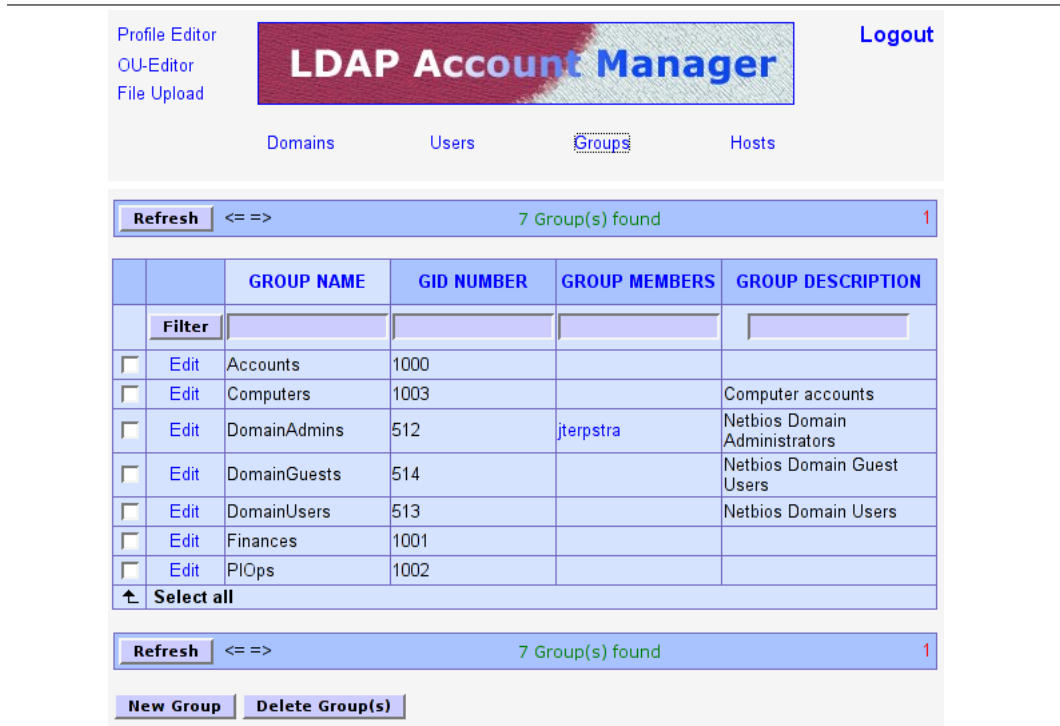 Profile Editor
OU-Editor
File Upload
LDAP Account Manager
Logout
Domains Users Groups Hosts
Refresh <= => 7 Group(s) found 1
GROUP NAME GID NUMBER GROUP MEMBERS GROUP DESCRIPTION
Filter
Edit Accounts 1000
Edit Computers 1003 Computer accounts
Edit DomainAdmins 512 jterpstra Netbios Domain
Administrators
Edit DomainGuests 514 Netbios Domain Guest
Users
Edit DomainUsers 513 Netbios Domain Users
Edit Finances 1001
Edit PIOps 1002
Select all
Refresh <= => 7 Group(s) found 1
New Group Delete Group(s)